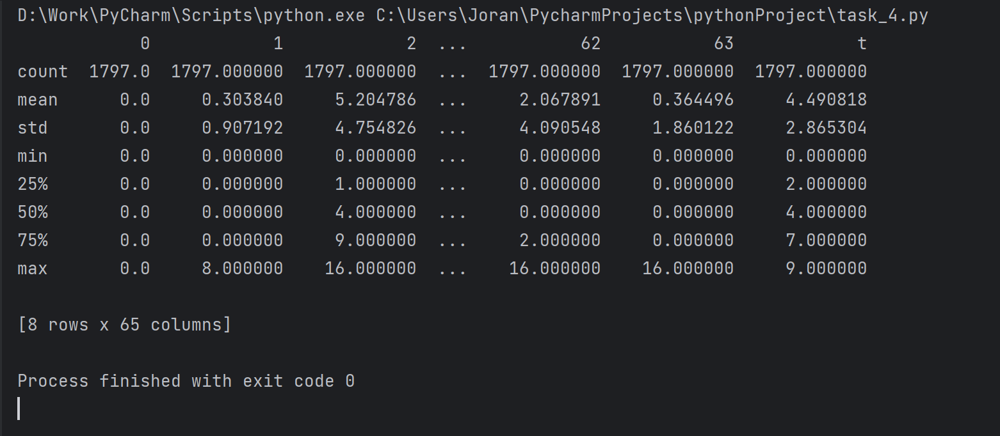 D:\Work\PyCharm\Scripts\python.exe C:\Users\Joran\PycharmProjects\pythonProject\task_4.py
            0            1            2  ...           62           63            t
count  1797.0  1797.000000  1797.000000  ...  1797.000000  1797.000000  1797.000000
mean      0.0     0.303840     5.204786  ...     2.067891     0.364496     4.490818
std       0.0     0.907192     4.754826  ...     4.090548     1.860122     2.865304
min       0.0     0.000000     0.000000  ...     0.000000     0.000000     0.000000
25%       0.0     0.000000     1.000000  ...     0.000000     0.000000     2.000000
50%       0.0     0.000000     4.000000  ...     0.000000     0.000000     4.000000
75%       0.0     0.000000     9.000000  ...     2.000000     0.000000     7.000000
max       0.0     8.000000    16.000000  ...    16.000000    16.000000     9.000000
[8 rows x 65 columns]
Process finished with exit code 0